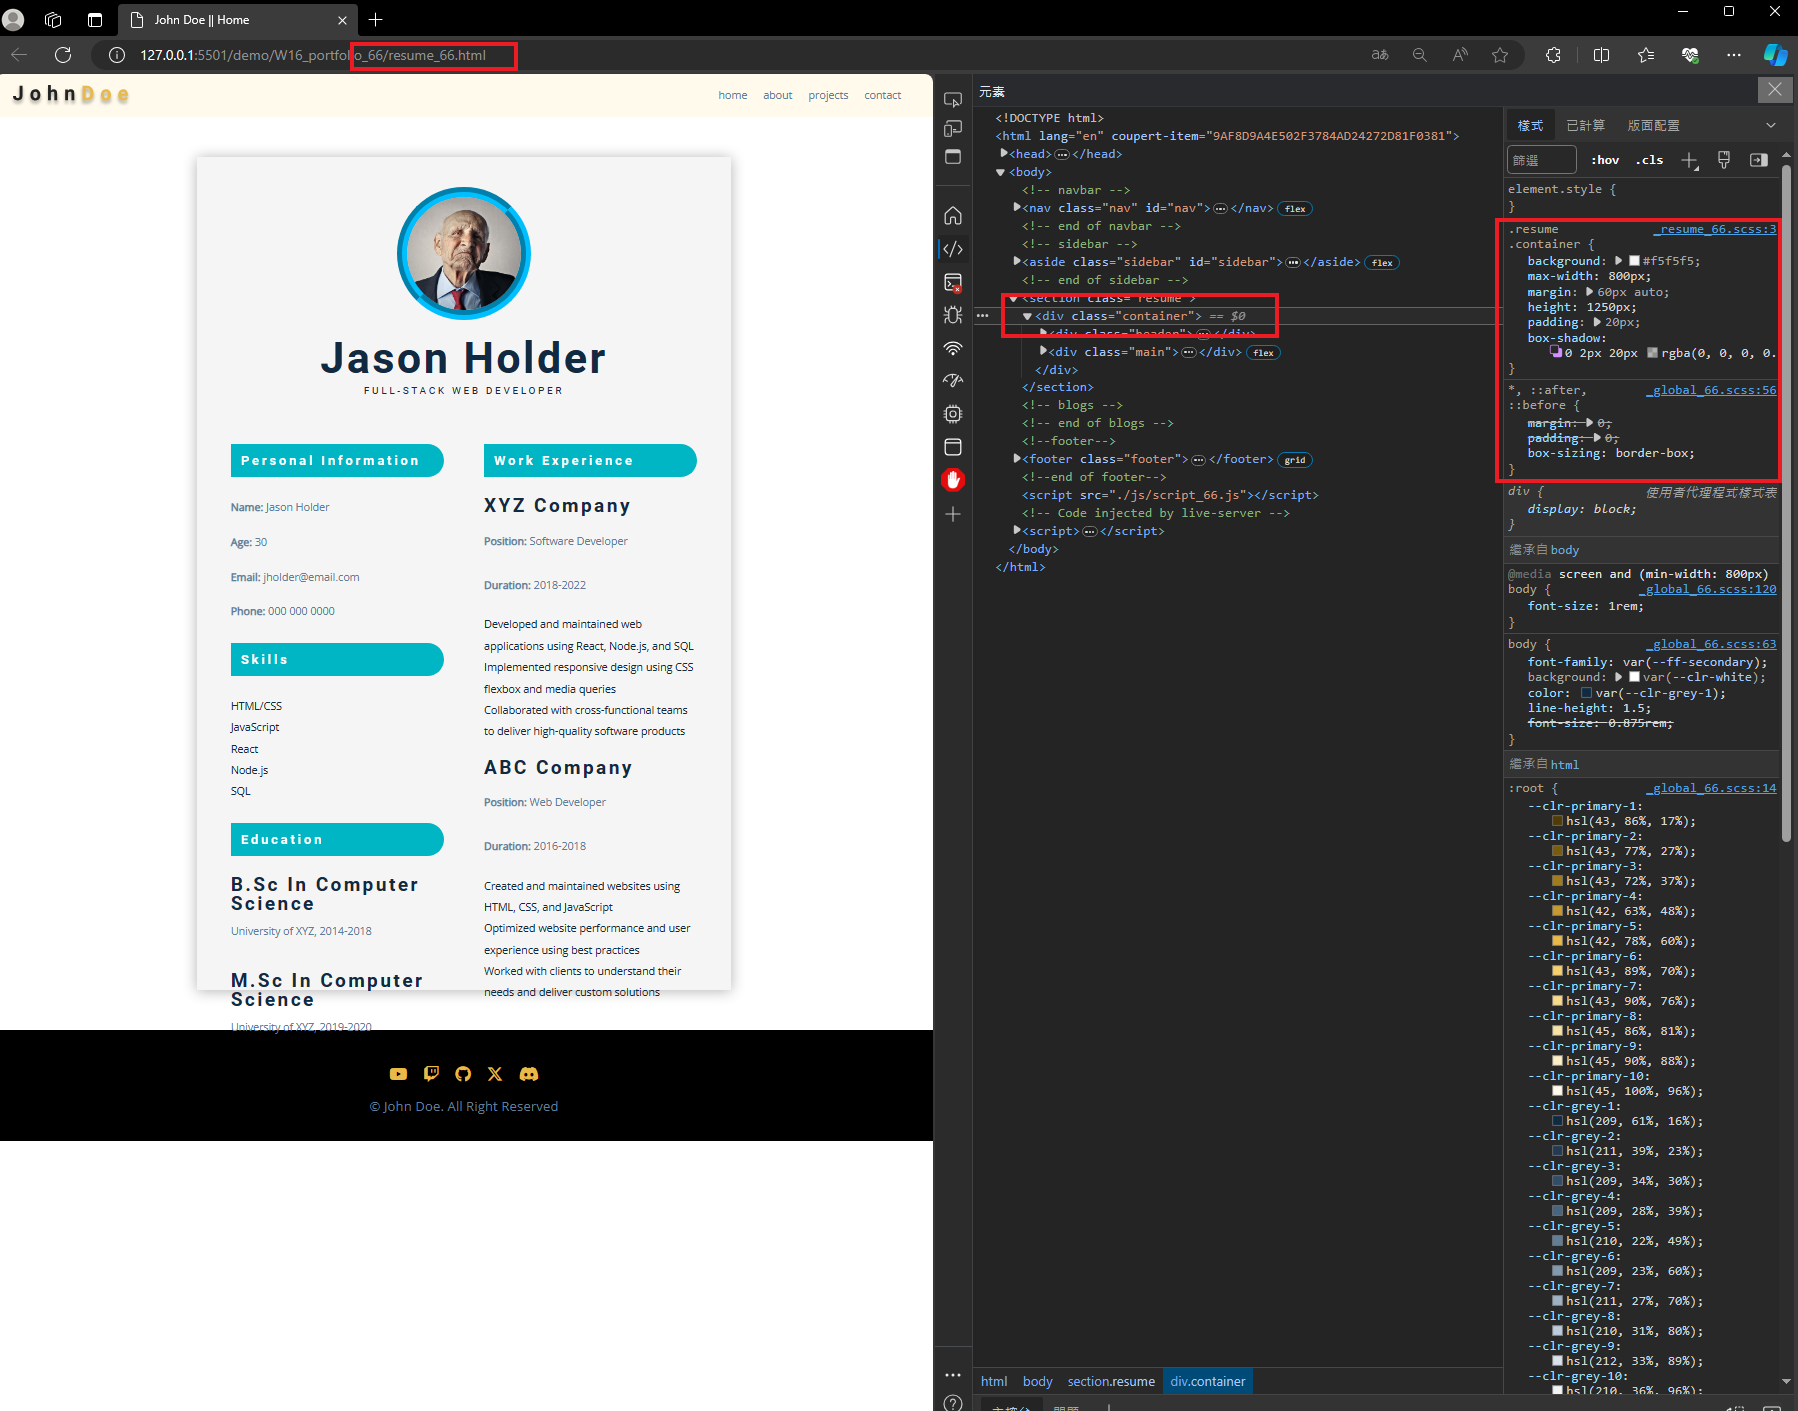 John Doe || Home
127.0.0.1:5501/demo/W16_portfolio_66/resume_66.html
JohnDoe
home about projects contact
Jason Holder
FULL-STACK WEB DEVELOPER
Personal Information
Name: Jason Holder
Age: 30
Email: jholder@email.com
Phone: 000 000 0000
Skills
HTML/CSS
JavaScript
React
Node.js
SQL
Education
B.Sc In Computer
Science
University of XYZ, 2014-2018
M.Sc In Computer
Science
University of XYZ, 2019-2020
Work Experience
XYZ Company
Position: Software Developer
Duration: 2018-2022
Developed and maintained web
applications using React, Node.js, and SQL
Implemented responsive design using CSS
flexbox and media queries
Collaborated with cross-functional teams
to deliver high-quality software products
ABC Company
Position: Web Developer
Duration: 2016-2018
Created and maintained websites using
HTML, CSS, and JavaScript
Optimized website performance and user
experience using best practices
Worked with clients to understand their
needs and deliver custom solutions
© John Doe. All Right Reserved
元素
<!DOCTYPE html>
<html lang="en" coupert-item="9AF8D9A4E502F3784AD24272D81F0381">
<head>…</head>
<body>
<!-- navbar -->
<nav class="nav" id="nav">…</nav> flex
<!-- end of navbar -->
<!-- sidebar -->
<aside class="sidebar" id="sidebar">…</aside> flex
<!-- end of sidebar -->
<section class="resume">
<div class="container"> == $0
<div class="header">…</div>
<div class="main">…</div> flex
</div>
</section>
<!-- blogs -->
<!-- end of blogs -->
<!--footer-->
<footer class="footer">…</footer> grid
<!--end of footer-->
<script src="./js/script_66.js"></script>
<!-- Code injected by live-server -->
<script>…</script>
</body>
</html>
html body section.resume div.container
樣式 已計算 版面配置
篩選 :hov .cls
element.style {
}
.resume _resume_66.scss:3
.container {
background: #f5f5f5;
max-width: 800px;
margin: 60px auto;
height: 1250px;
padding: 20px;
box-shadow:
0 2px 20px rgba(0, 0, 0, 0.
}
*, ::after, _global_66.scss:56
::before {
margin: 0;
padding: 0;
box-sizing: border-box;
}
div { 使用者代理程式樣式表
display: block;
}
繼承自 body
@media screen and (min-width: 800px)
body { _global_66.scss:120
font-size: 1rem;
}
body { _global_66.scss:63
font-family: var(--ff-secondary);
background: var(--clr-white);
color: var(--clr-grey-1);
line-height: 1.5;
font-size: 0.875rem;
}
繼承自 html
:root { _global_66.scss:14
--clr-primary-1:
hsl(43, 86%, 17%);
--clr-primary-2:
hsl(43, 77%, 27%);
--clr-primary-3:
hsl(43, 72%, 37%);
--clr-primary-4:
hsl(42, 63%, 48%);
--clr-primary-5:
hsl(42, 78%, 60%);
--clr-primary-6:
hsl(43, 89%, 70%);
--clr-primary-7:
hsl(43, 90%, 76%);
--clr-primary-8:
hsl(45, 86%, 81%);
--clr-primary-9:
hsl(45, 90%, 88%);
--clr-primary-10:
hsl(45, 100%, 96%);
--clr-grey-1:
hsl(209, 61%, 16%);
--clr-grey-2:
hsl(211, 39%, 23%);
--clr-grey-3:
hsl(209, 34%, 30%);
--clr-grey-4:
hsl(209, 28%, 39%);
--clr-grey-5:
hsl(210, 22%, 49%);
--clr-grey-6:
hsl(209, 23%, 60%);
--clr-grey-7:
hsl(211, 27%, 70%);
--clr-grey-8:
hsl(210, 31%, 80%);
--clr-grey-9:
hsl(212, 33%, 89%);
--clr-grey-10:
hsl(210, 36%, 96%);